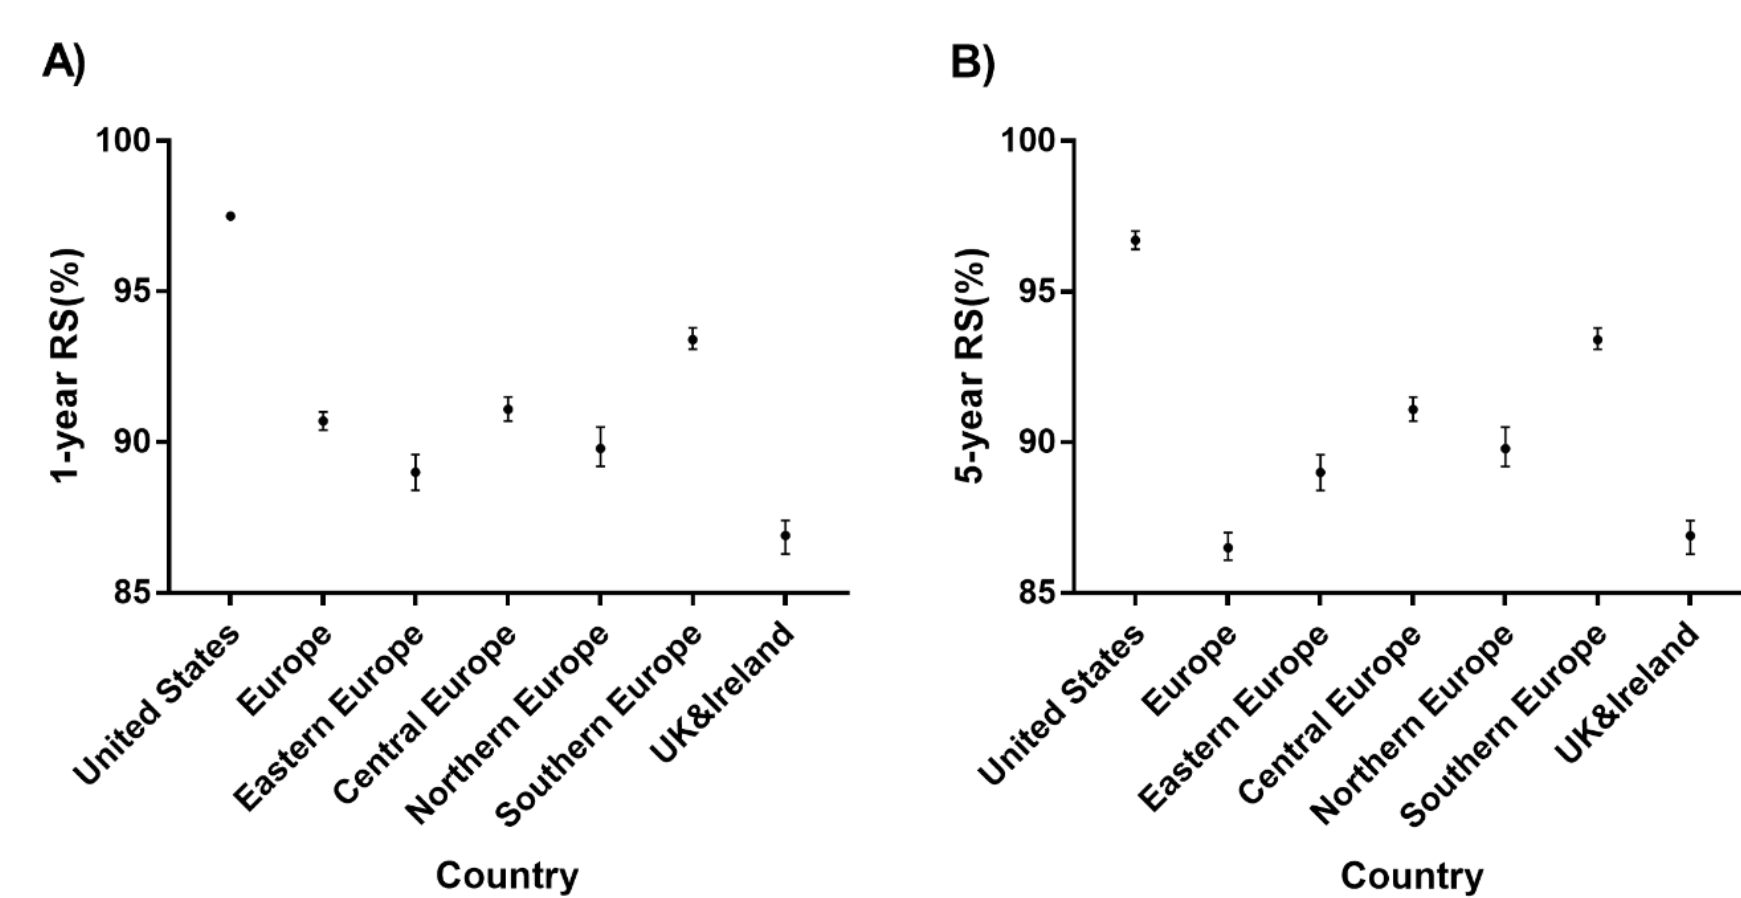 A)
100
95
90
85
1-year RS(%)
United States
Europe
Eastern Europe
Central Europe
Northern Europe
Southern Europe
UK&Ireland
Country
B)
100
95
90
85
5-year RS(%)
United States
Europe
Eastern Europe
Central Europe
Northern Europe
Southern Europe
UK&Ireland
Country